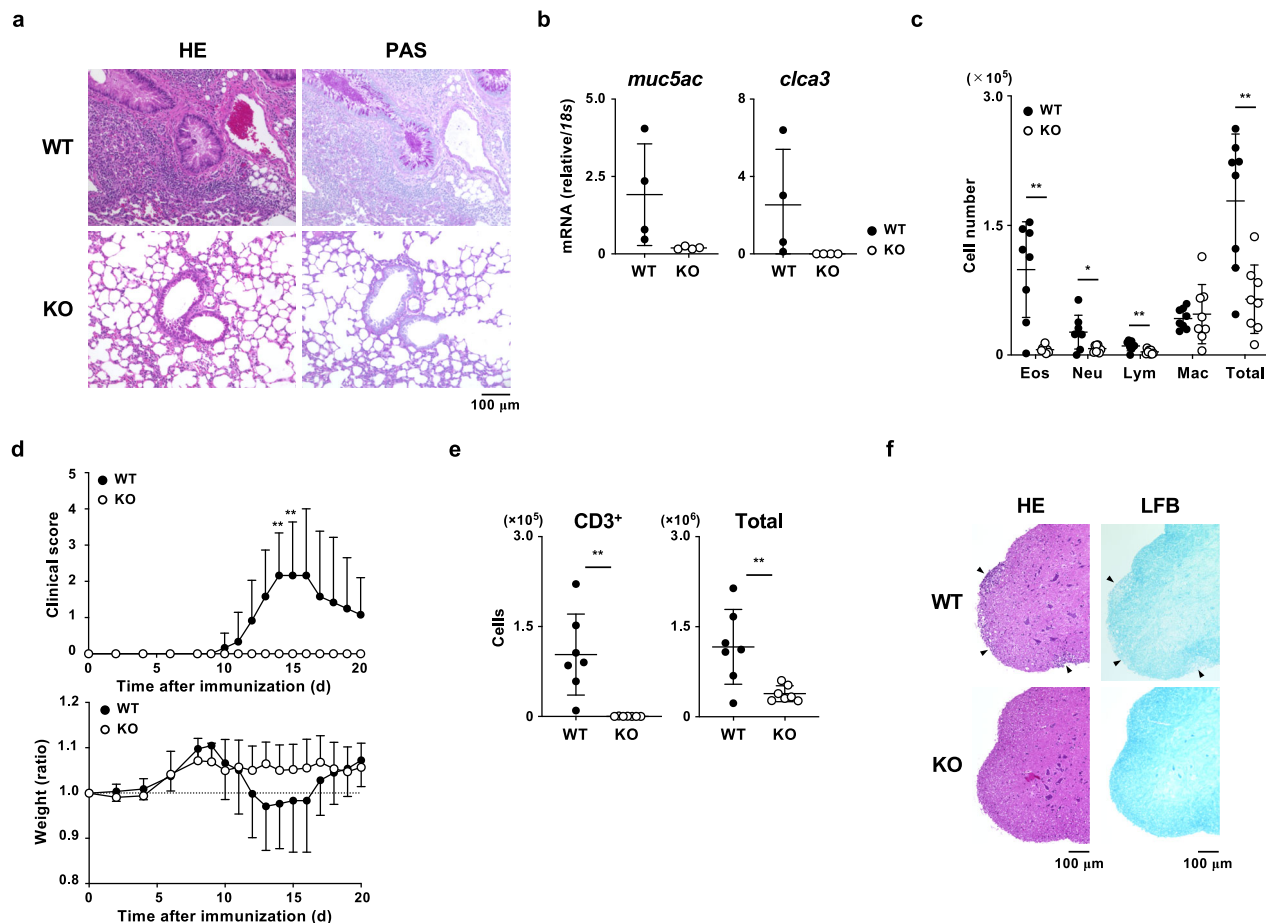 a
HE PAS
WT
KO
100 μm
b
muc5ac clca3
mRNA (relative/18s)
5.0
2.5
0
WT KO
8
4
0
WT KO
WT
KO
c
(×10⁵)
3.0
1.5
0
Cell number
WT
KO
**
**
*
**
Eos Neu Lym Mac Total
d
Clinical score
5
4
3
2
1
0
WT
KO
** **
0 5 10 15 20
Time after immunization (d)
Weight (ratio)
1.2
1.1
1.0
0.9
0.8
WT
KO
0 5 10 15 20
Time after immunization (d)
e
(×10⁵) CD3⁺
Cells
3.0
1.5
0
**
WT KO
(×10⁶) Total
3.0
1.5
0
**
WT KO
f
HE LFB
WT
KO
100 μm 100 μm